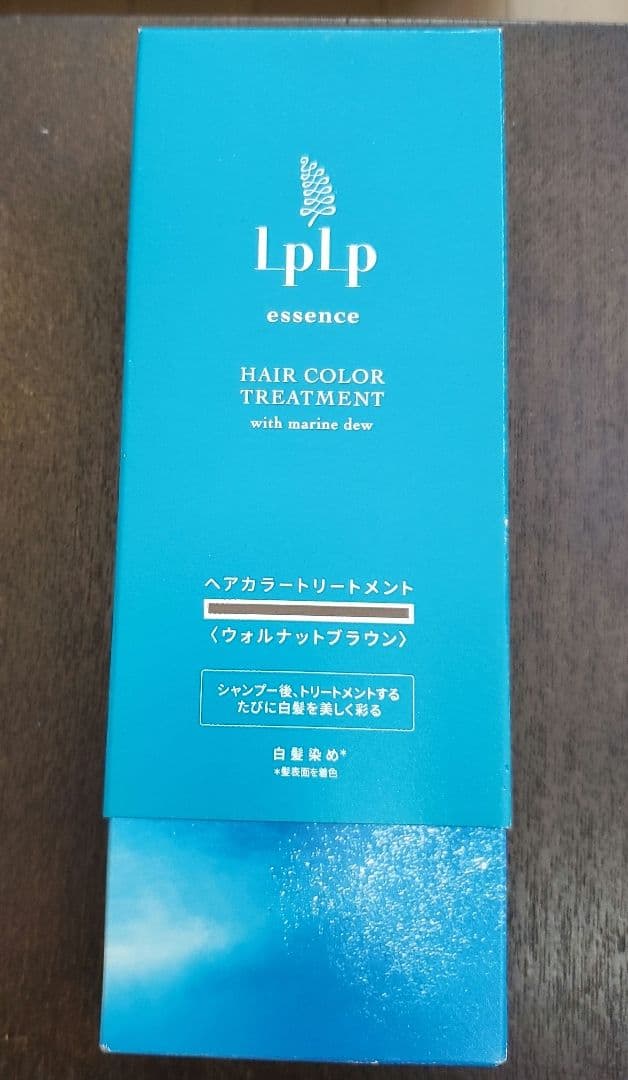 LpLp
essence
HAIR COLOR
TREATMENT
with marine dew
ヘアカラートリートメント
〈ウォルナットブラウン〉
シャンプー後、トリートメントする
たびに白髪を美しく彩る
白髪染め*
*髪表面を着色